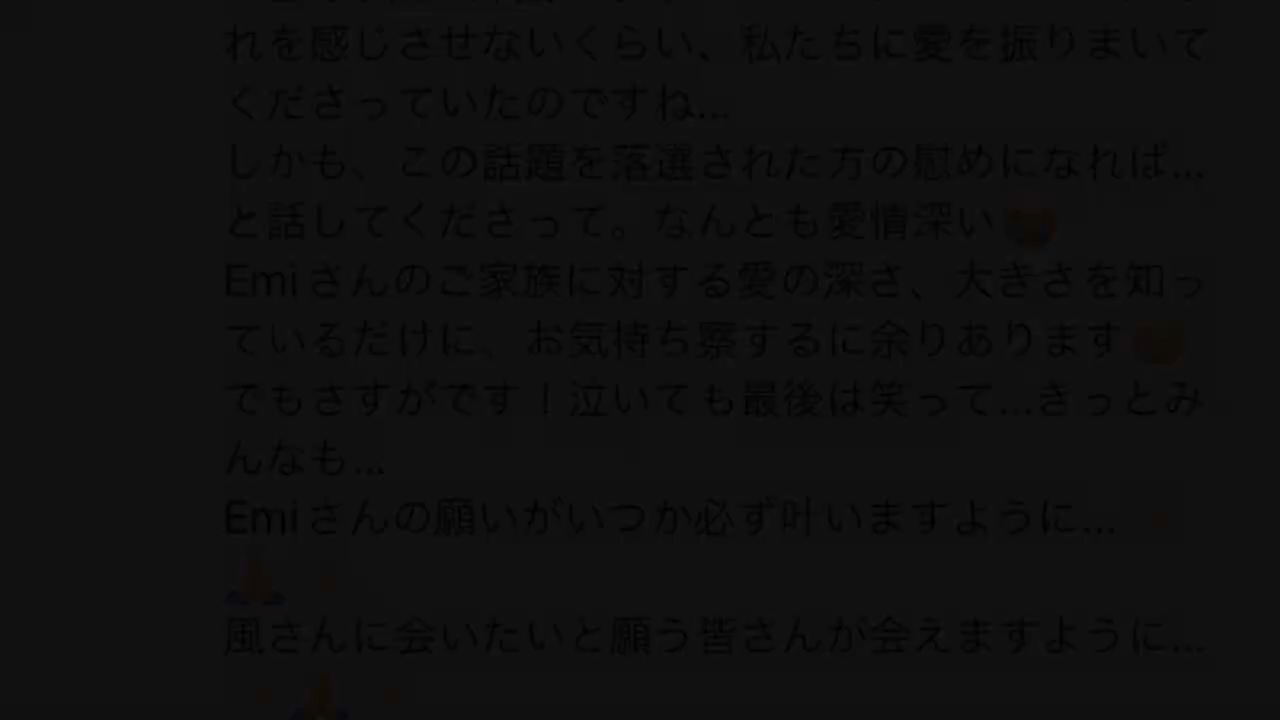 れを感じさせないくらい、私たちに愛を振りまいて
くださっていたのですね...
しかも、この話題を落選された方の慰めになれば...
と話してくださって。なんとも愛情深い
Emiさんのご家族に対する愛の深さ、大きさを知っ
ているだけに、お気持ち察するに余りあります
でもさすがです！泣いても最後は笑って...きっとみ
んなも...
Emiさんの願いがいつか必ず叶いますように...
風さんに会いたいと願う皆さんが会えますように...